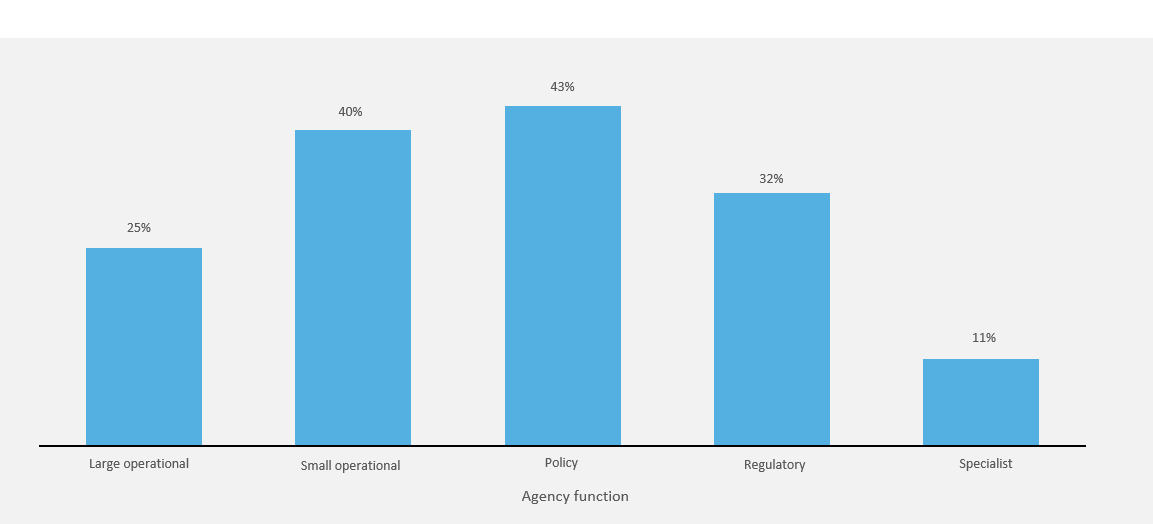 43%
40%
32%
25%
11%
Large operational
Small operational
Policy
Regulatory
Specialist
Agency function